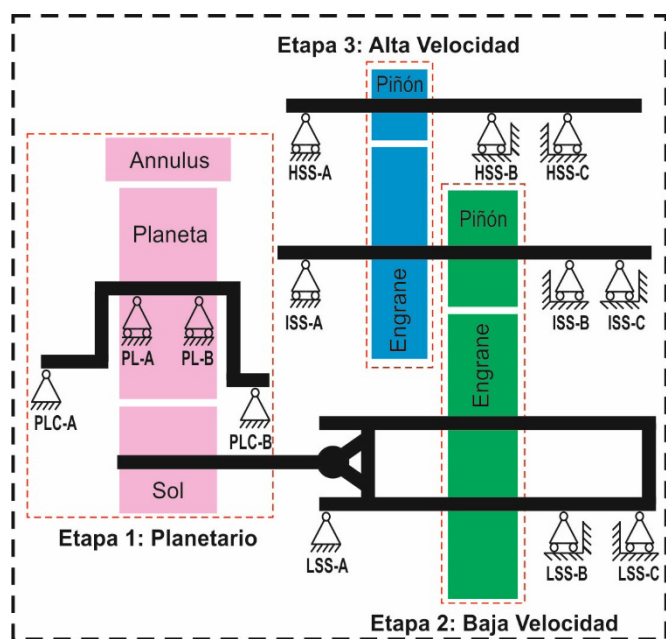 Etapa 3: Alta Velocidad
Piñón
HSS-A
HSS-B
HSS-C
Annulus
Planeta
Piñón
Engrane
ISS-A
ISS-B
ISS-C
PL-A
PL-B
Engrane
PLC-A
PLC-B
Sol
Etapa 1: Planetario
LSS-A
LSS-B
LSS-C
Etapa 2: Baja Velocidad